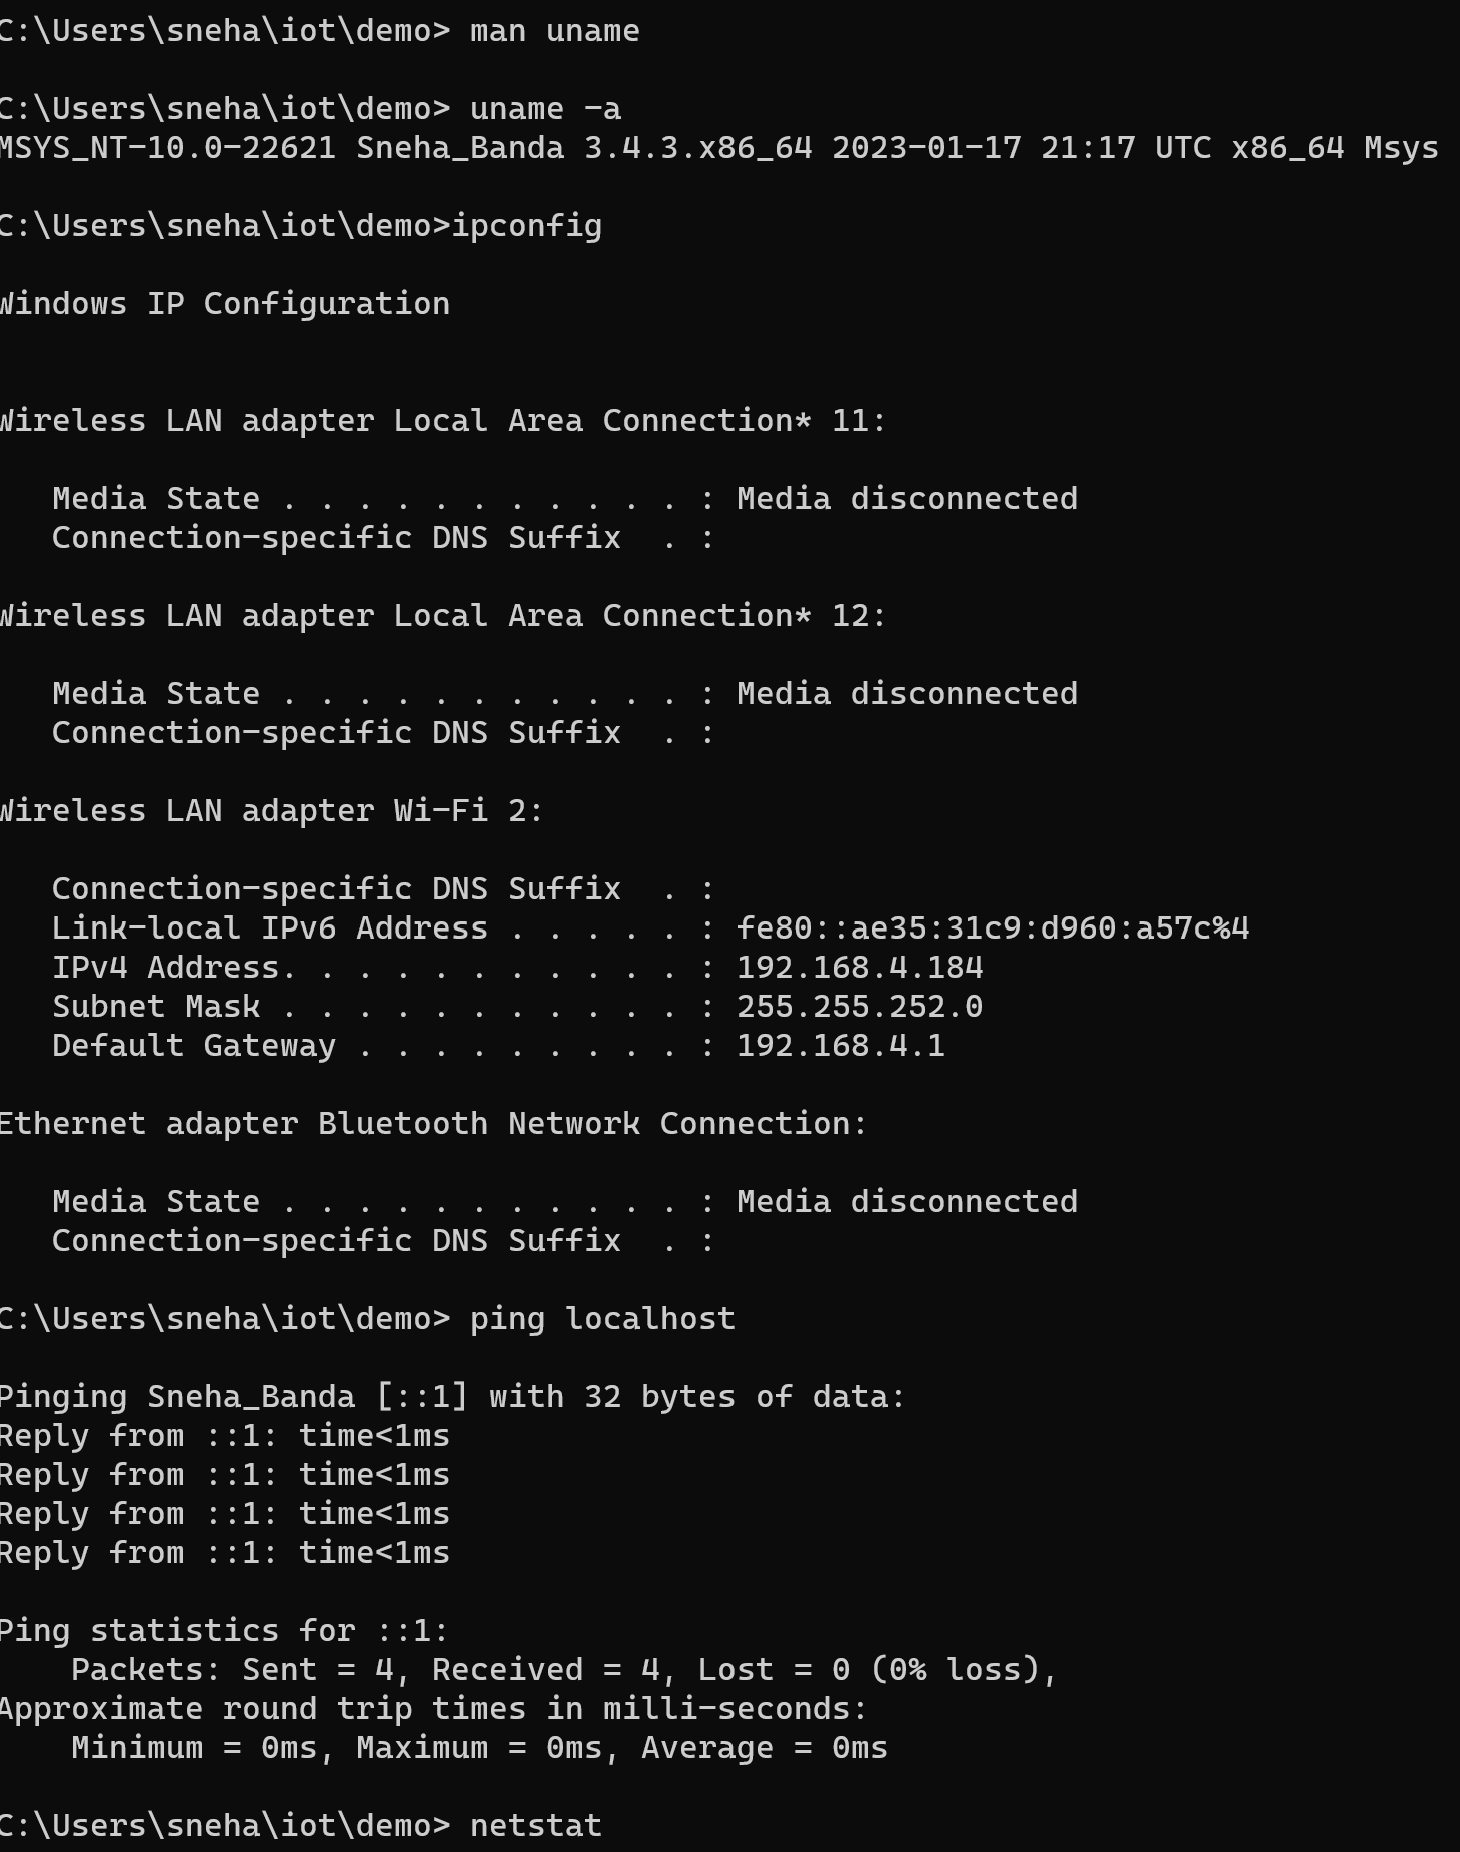 C:\Users\sneha\iot\demo> man uname
C:\Users\sneha\iot\demo> uname -a
MSYS_NT-10.0-22621 Sneha_Banda 3.4.3.x86_64 2023-01-17 21:17 UTC x86_64 Msys
C:\Users\sneha\iot\demo>ipconfig
Windows IP Configuration
Wireless LAN adapter Local Area Connection* 11:
   Media State . . . . . . . . . . . : Media disconnected
   Connection-specific DNS Suffix  . :
Wireless LAN adapter Local Area Connection* 12:
   Media State . . . . . . . . . . . : Media disconnected
   Connection-specific DNS Suffix  . :
Wireless LAN adapter Wi-Fi 2:
   Connection-specific DNS Suffix  . :
   Link-local IPv6 Address . . . . . : fe80::ae35:31c9:d960:a57c%4
   IPv4 Address. . . . . . . . . . . : 192.168.4.184
   Subnet Mask . . . . . . . . . . . : 255.255.252.0
   Default Gateway . . . . . . . . . : 192.168.4.1
Ethernet adapter Bluetooth Network Connection:
   Media State . . . . . . . . . . . : Media disconnected
   Connection-specific DNS Suffix  . :
C:\Users\sneha\iot\demo> ping localhost
Pinging Sneha_Banda [::1] with 32 bytes of data:
Reply from ::1: time<1ms
Reply from ::1: time<1ms
Reply from ::1: time<1ms
Reply from ::1: time<1ms
Ping statistics for ::1:
    Packets: Sent = 4, Received = 4, Lost = 0 (0% loss),
Approximate round trip times in milli-seconds:
    Minimum = 0ms, Maximum = 0ms, Average = 0ms
C:\Users\sneha\iot\demo> netstat